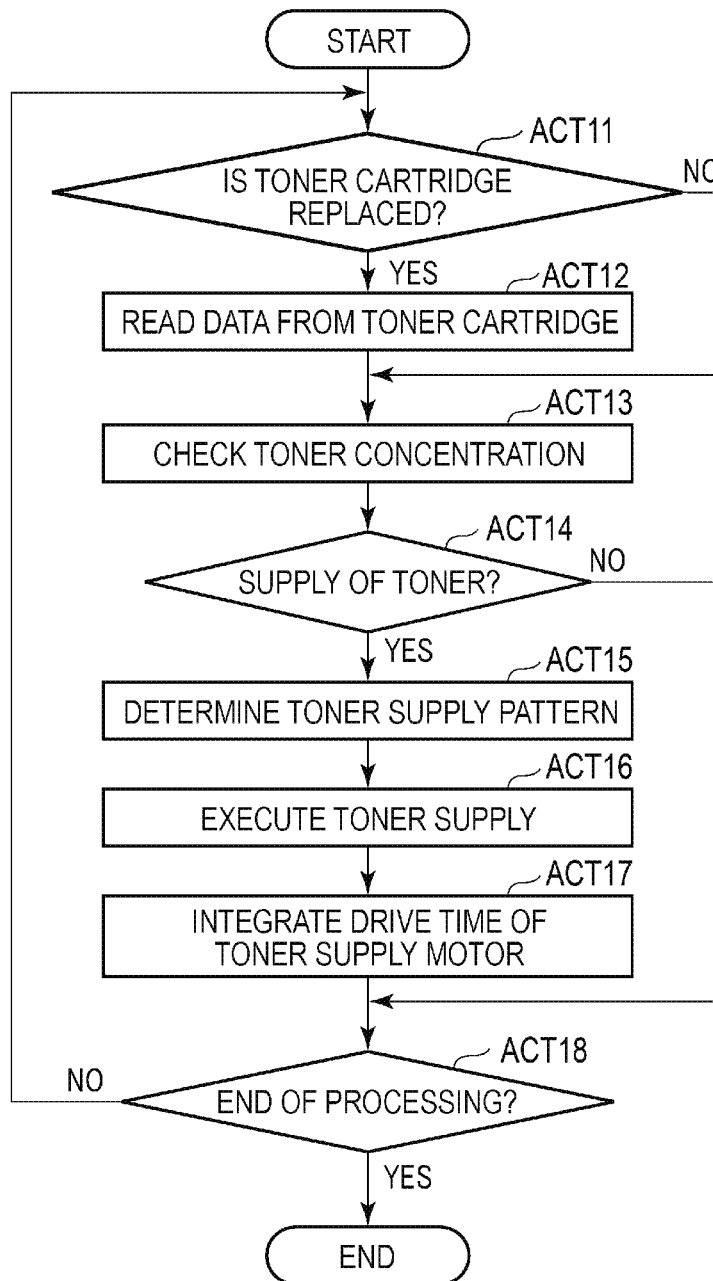 START
ACT11
IS TONER CARTRIDGE
REPLACED?
NO
YES
ACT12
READ DATA FROM TONER CARTRIDGE
ACT13
CHECK TONER CONCENTRATION
ACT14
SUPPLY OF TONER?
NO
YES
ACT15
DETERMINE TONER SUPPLY PATTERN
ACT16
EXECUTE TONER SUPPLY
ACT17
INTEGRATE DRIVE TIME OF
TONER SUPPLY MOTOR
ACT18
NO
END OF PROCESSING?
YES
END